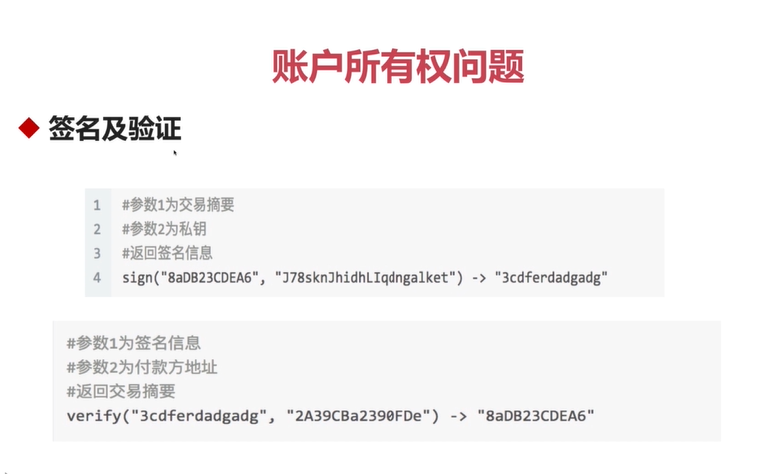 账户所有权问题
签名及验证
1 #参数1为交易摘要
2 #参数2为私钥
3 #返回签名信息
4 sign("8aDB23CDEA6", "J78sknJhidhLIqdngalket") -> "3cdferdadgadg"
#参数1为签名信息
#参数2为付款方地址
#返回交易摘要
verify("3cdferdadgadg", "2A39CBa2390FDe") -> "8aDB23CDEA6"